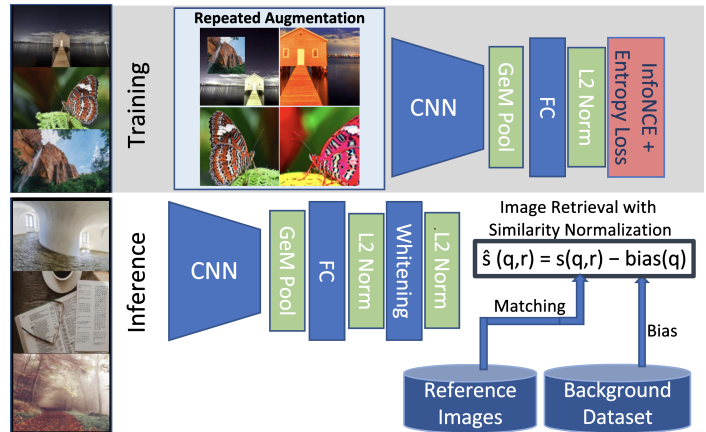 Repeated Augmentation
Training
CNN
GeM Pool
FC
L2 Norm
InfoNCE +
Entropy Loss
Inference
CNN
GeM Pool
FC
L2 Norm
Whitening
L2 Norm
Image Retrieval with
Similarity Normalization
ŝ (q,r) = s(q,r) − bias(q)
Matching
Bias
Reference
Images
Background
Dataset